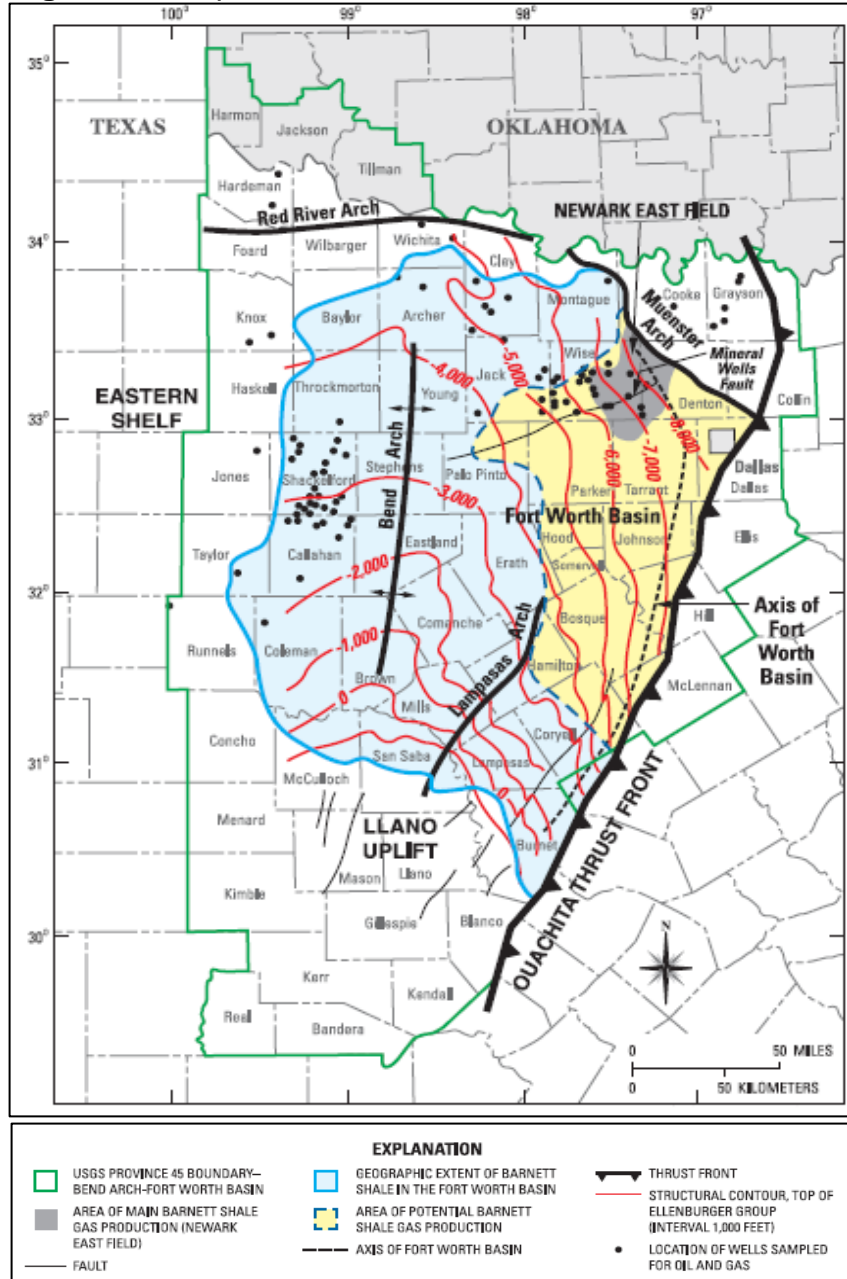 100°
99°
98°
97°
35°
TEXAS
OKLAHOMA
Harmon
Jackson
Tillman
Hardeman
Red River Arch
NEWARK EAST FIELD
34°
Foard
Wilbarger
Wichita
Clay
Montague
Cooke
Grayson
Muenster
Arch
Knox
Baylor
Archer
Wise
Mineral
Wells
Fault
-5,000
-4,000
Jack
EASTERN
SHELF
Haskell
Throckmorton
Young
Denton
Collin
33°
-8,000
-7,000
Jones
Shackelford
Stephens
Bend Arch
Palo Pinto
-6,000
Parker
Tarrant
Dallas
Dallas
-3,000
Fort Worth Basin
Taylor
Callahan
Eastland
Hood
Johnson
Ellis
Somervell
32°
-2,000
Erath
Axis of
Fort
Worth
Basin
Hill
Comanche
Bosque
Runnels
Coleman
-1,000
Brown
Lampasas Arch
Hamilton
McLennan
0
Mills
Concho
Coryell
31°
San Saba
Lampasas
McCulloch
0
Menard
LLANO
UPLIFT
Burnet
OUACHITA THRUST FRONT
Mason
Llano
Kimble
Gillespie
Blanco
30°
N
Kerr
Kendall
Real
Bandera
0 50 MILES
0 50 KILOMETERS
EXPLANATION
USGS PROVINCE 45 BOUNDARY—
BEND ARCH-FORT WORTH BASIN
AREA OF MAIN BARNETT SHALE
GAS PRODUCTION (NEWARK
EAST FIELD)
FAULT
GEOGRAPHIC EXTENT OF BARNETT
SHALE IN THE FORT WORTH BASIN
AREA OF POTENTIAL BARNETT
SHALE GAS PRODUCTION
AXIS OF FORT WORTH BASIN
THRUST FRONT
STRUCTURAL CONTOUR, TOP OF
ELLENBURGER GROUP
(INTERVAL 1,000 FEET)
LOCATION OF WELLS SAMPLED
FOR OIL AND GAS